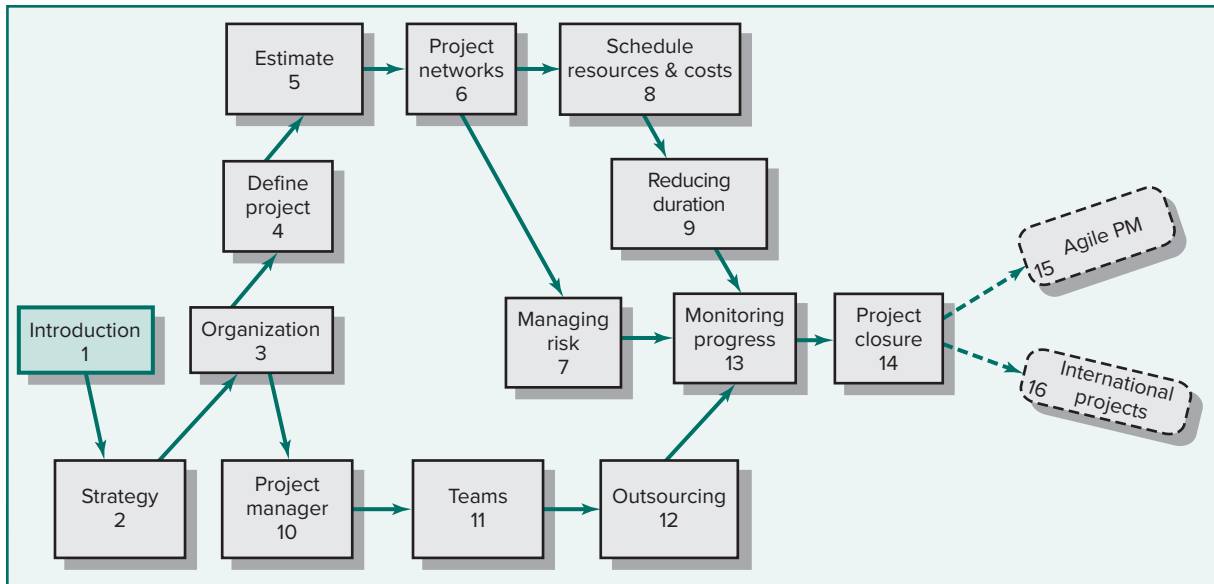 Estimate
5
Project
networks
6
Schedule
resources & costs
8
Define
project
4
Reducing
duration
9
Agile PM
15
Introduction
1
Organization
3
Managing
risk
7
Monitoring
progress
13
Project
closure
14
International
projects
16
Strategy
2
Project
manager
10
Teams
11
Outsourcing
12